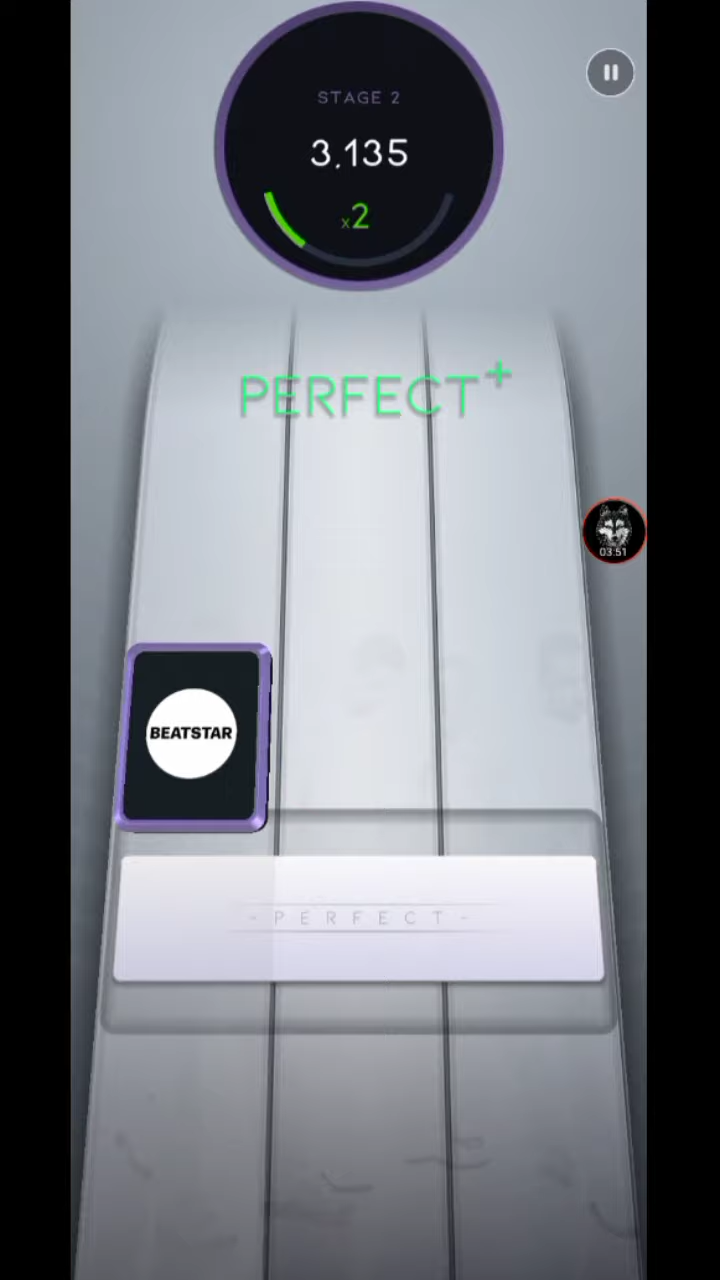 STAGE 2
3,135
x2
PERFECT+
03:51
BEATSTAR
- PERFECT -